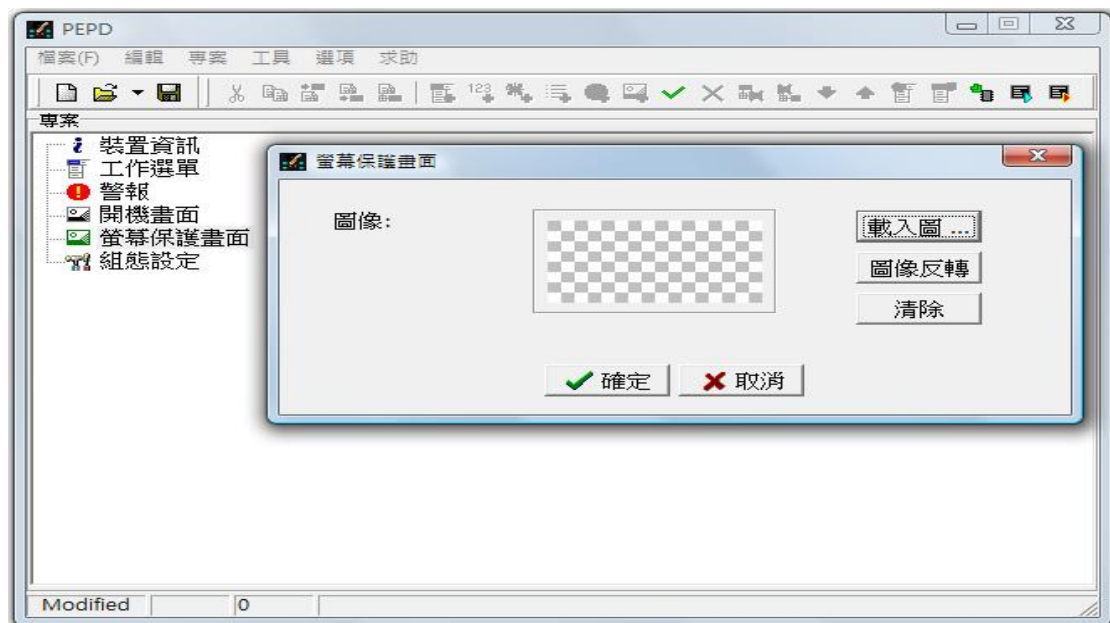 PEPD
檔案(F) 編輯 專案 工具 選項 求助
123
專案
裝置資訊
工作選單
警報
開機畫面
螢幕保護畫面
組態設定
螢幕保護畫面
圖像:
載入圖 ...
圖像反轉
清除
確定 取消
Modified 0